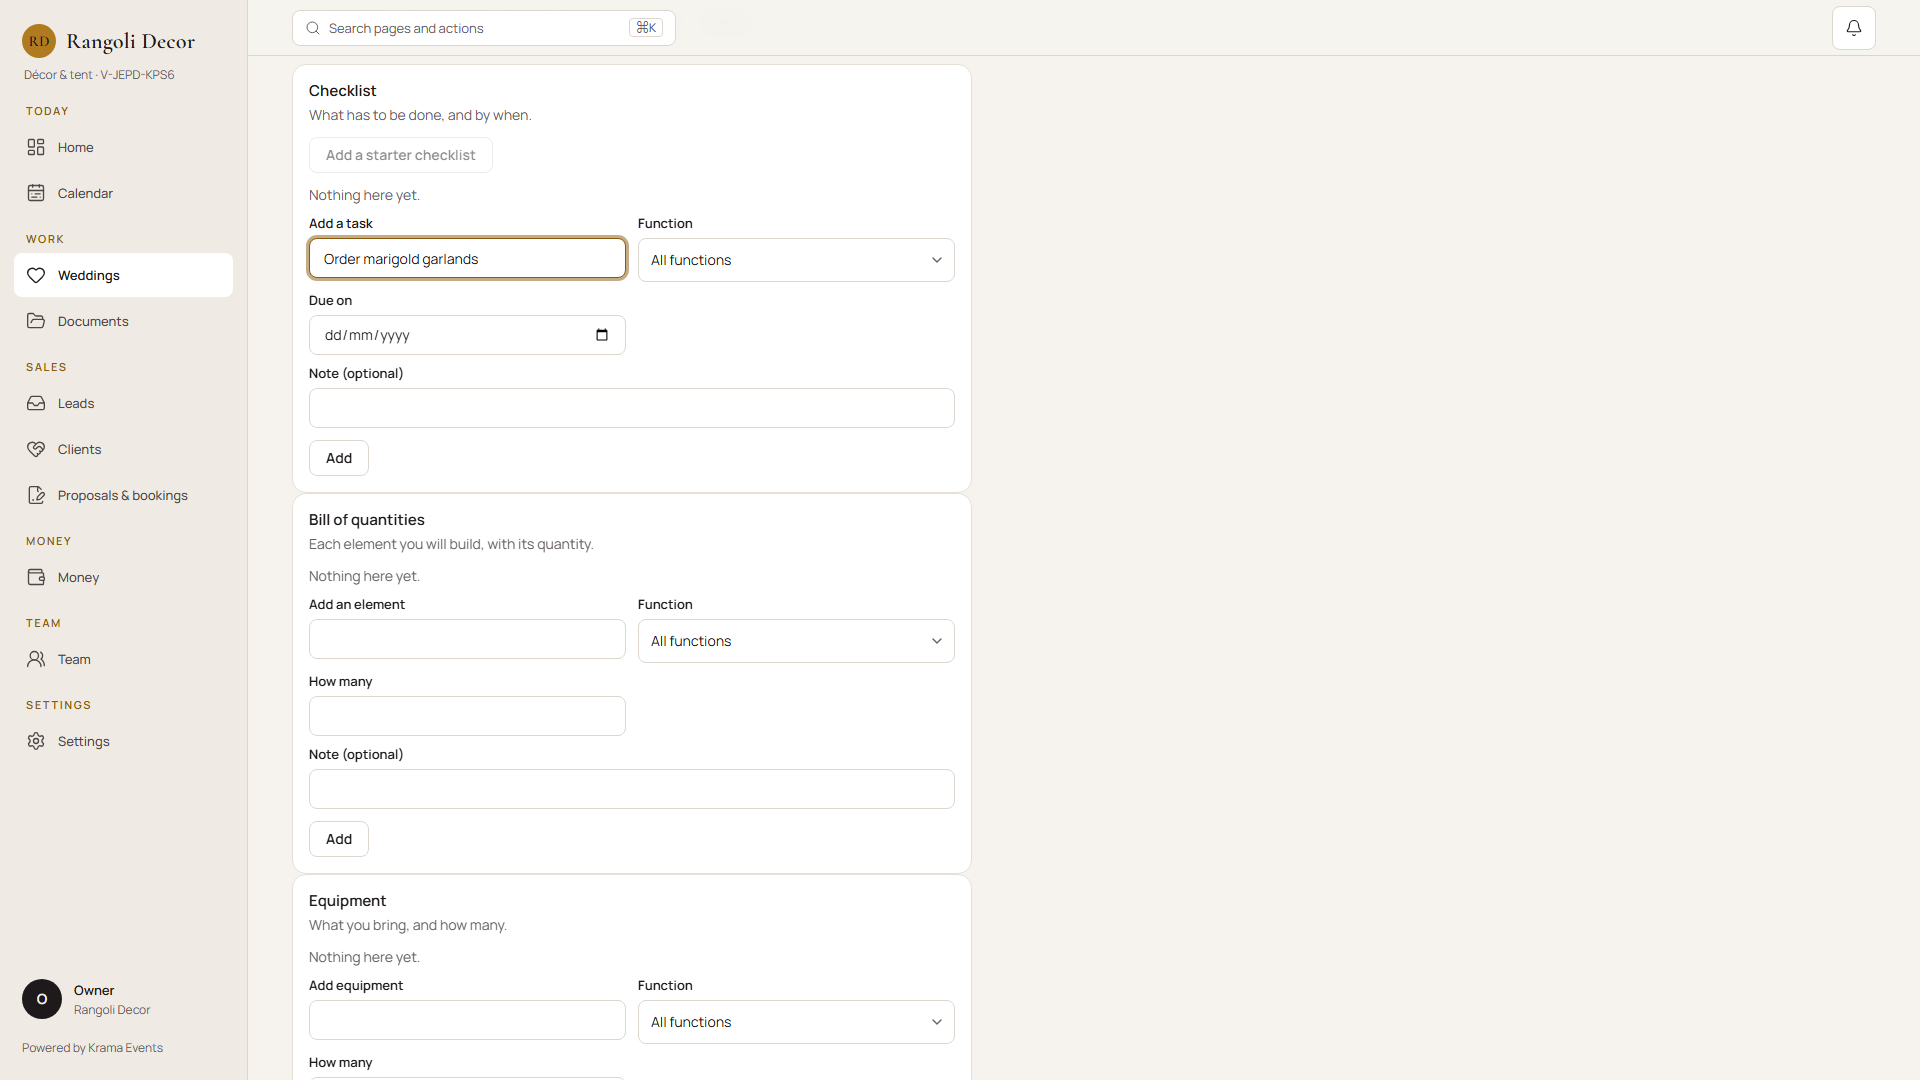 RD Rangoli Decor
Décor & tent · V-JEPD-KPS6
TODAY
Home
Calendar
WORK
Weddings
Documents
SALES
Leads
Clients
Proposals & bookings
MONEY
Money
TEAM
Team
SETTINGS
Settings
O
Owner
Rangoli Decor
Powered by Krama Events
Search pages and actions ⌘K
Checklist
What has to be done, and by when.
Add a starter checklist
Nothing here yet.
Add a task Function
Order marigold garlands All functions
Due on
dd/mm/yyyy
Note (optional)
Add
Bill of quantities
Each element you will build, with its quantity.
Nothing here yet.
Add an element Function
All functions
How many
Note (optional)
Add
Equipment
What you bring, and how many.
Nothing here yet.
Add equipment Function
All functions
How many